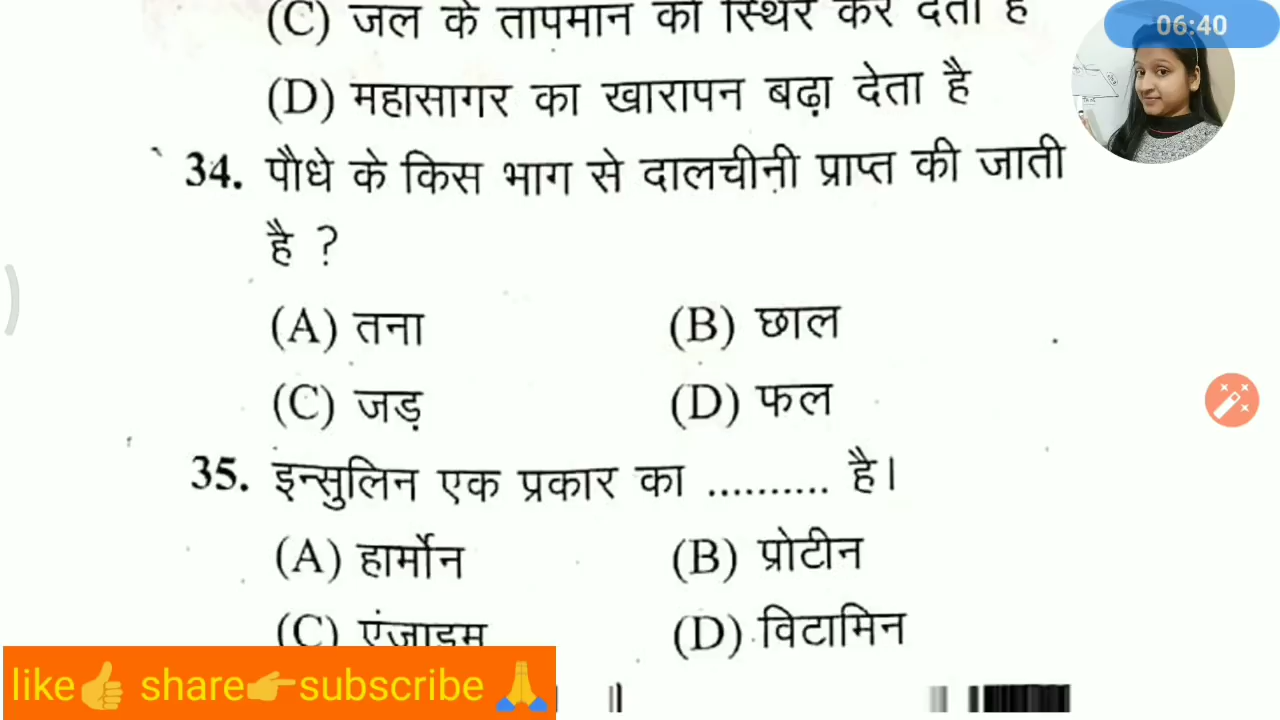 (C) जल के तापमान को स्थिर कर देता है
06:40
(D) महासागर का खारापन बढ़ा देता है
34. पौधे के किस भाग से दालचीनी प्राप्त की जाती
है ?
(A) तना (B) छाल
(C) जड़ (D) फल
35. इन्सुलिन एक प्रकार का .......... है।
(A) हार्मोन (B) प्रोटीन
(C) एंजाइम (D) विटामिन
like👍 share👉subscribe 🙏